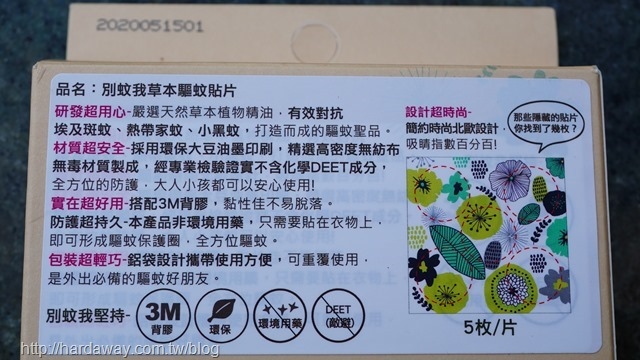 2020051501
品名：別蚊我草本驅蚊貼片
研發超用心-嚴選天然草本植物精油，有效對抗
埃及斑蚊、熱帶家蚊、小黑蚊，打造而成的驅蚊聖品。
材質超安全-採用環保大豆油墨印刷，精選高密度無紡布
無毒材質製成，經專業檢驗證實不含化學DEET成分，
全方位的防護，大人小孩都可以安心使用!
實在超好用-搭配3M背膠，黏性佳不易脫落。
防護超持久-本產品非環境用藥，只需要貼在衣物上，
即可形成驅蚊保護圈，全方位驅蚊。
包裝超輕巧-鋁袋設計攜帶使用方便，可重覆使用，
是外出必備的驅蚊好朋友。
別蚊我堅持-
3M
背膠
環保
環境用藥
DEET
(敵避)
設計超時尚-
簡約時尚北歐設計，
吸睛指數百分百!
那些隱藏的貼片
你找到了幾枚?
5枚/片
http://hardaway.com.tw/blog